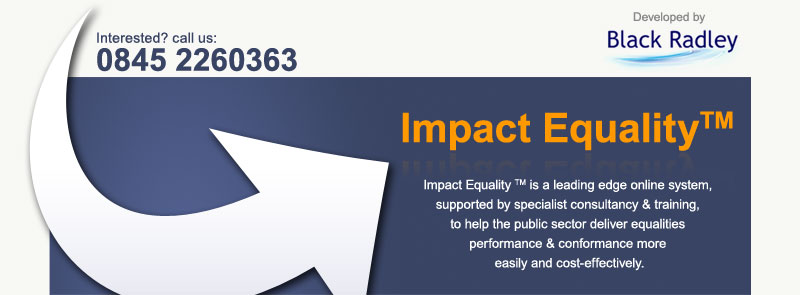 Interested? call us:
0845 2260363
Developed by
Black Radley
Impact Equality™
Impact Equality ™ is a leading edge online system,
supported by specialist consultancy & training,
to help the public sector deliver equalities
performance & conformance more
easily and cost-effectively.